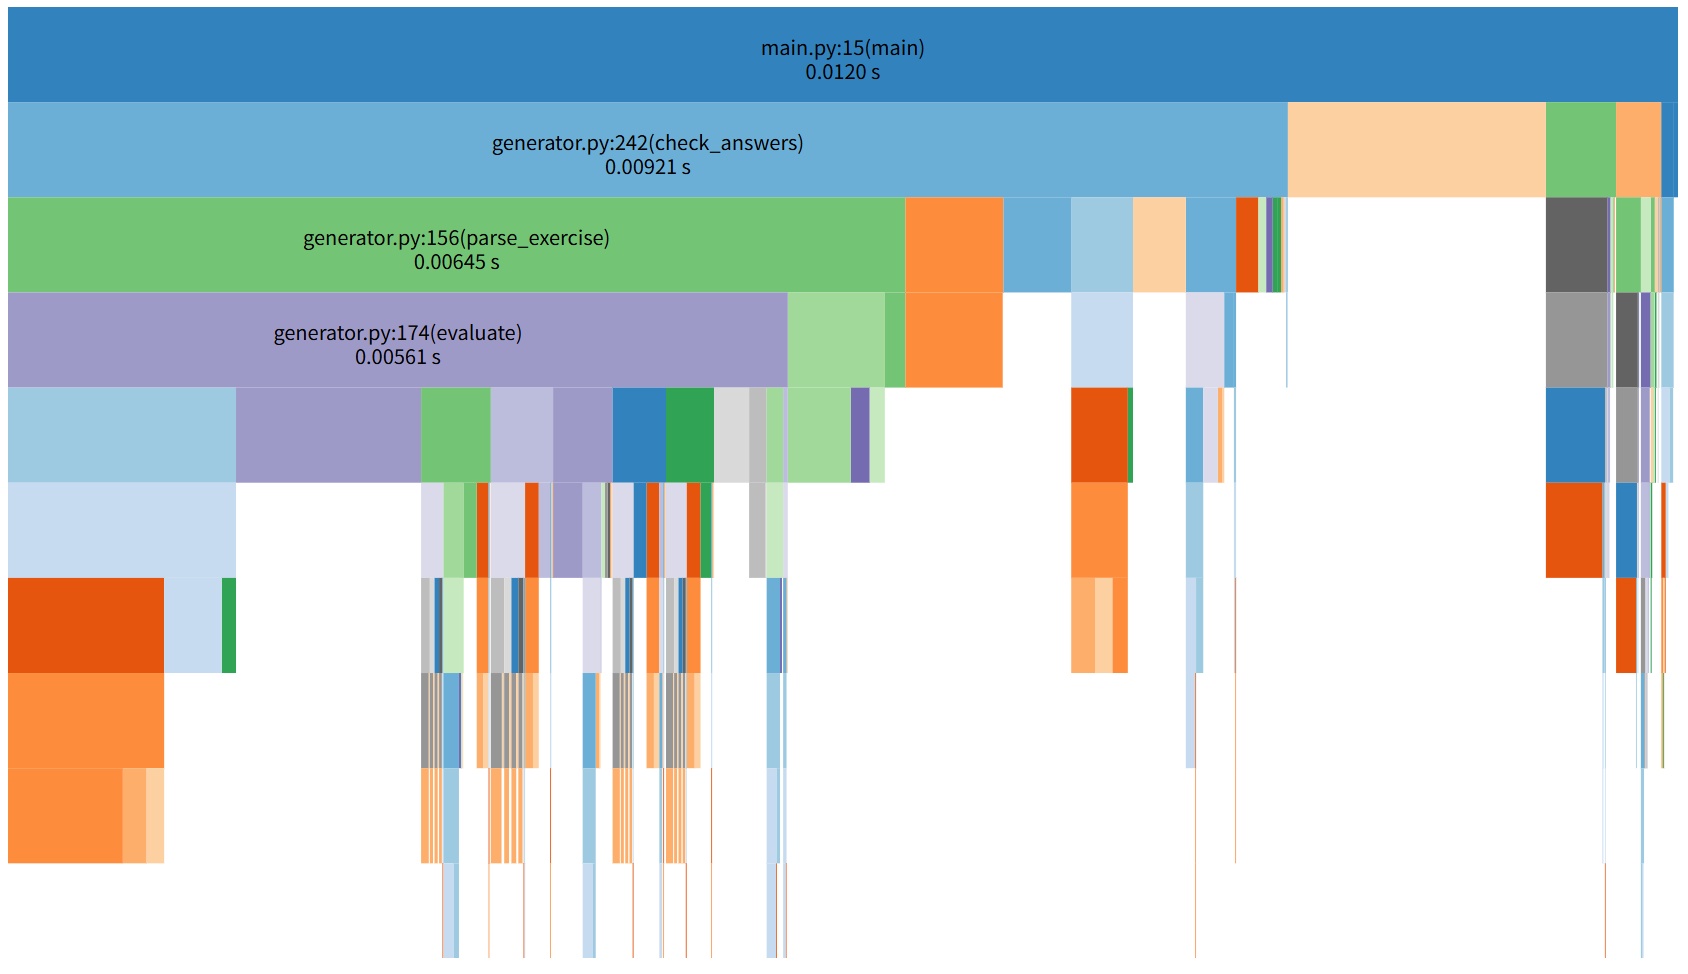 main.py:15(main)
0.0120 s
generator.py:242(check_answers)
0.00921 s
generator.py:156(parse_exercise)
0.00645 s
generator.py:174(evaluate)
0.00561 s